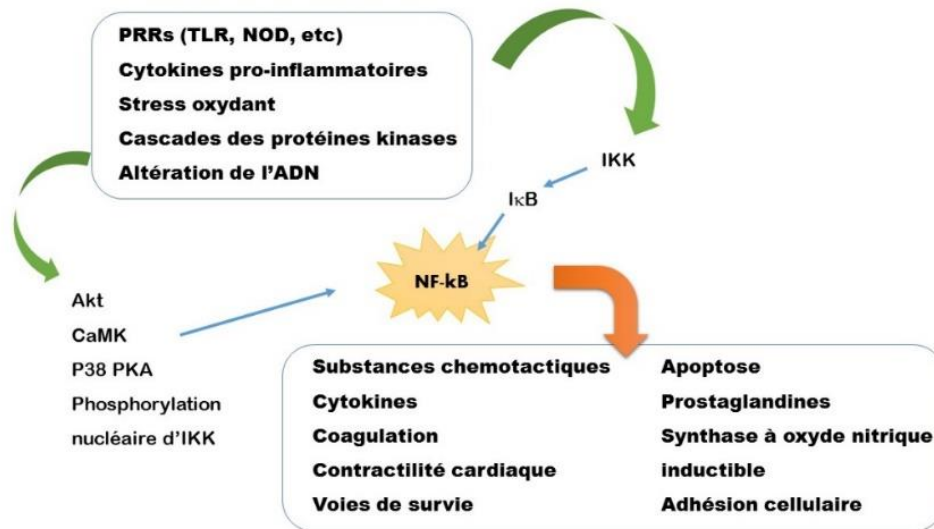 PRRs (TLR, NOD, etc)
Cytokines pro-inflammatoires
Stress oxydant
Cascades des protéines kinases
Altération de l'ADN
IKK
IκB
NF-kB
Akt
CaMK
P38 PKA
Phosphorylation
nucléaire d'IKK
Substances chemotactiques
Cytokines
Coagulation
Contractilité cardiaque
Voies de survie
Apoptose
Prostaglandines
Synthase à oxyde nitrique
inductible
Adhésion cellulaire